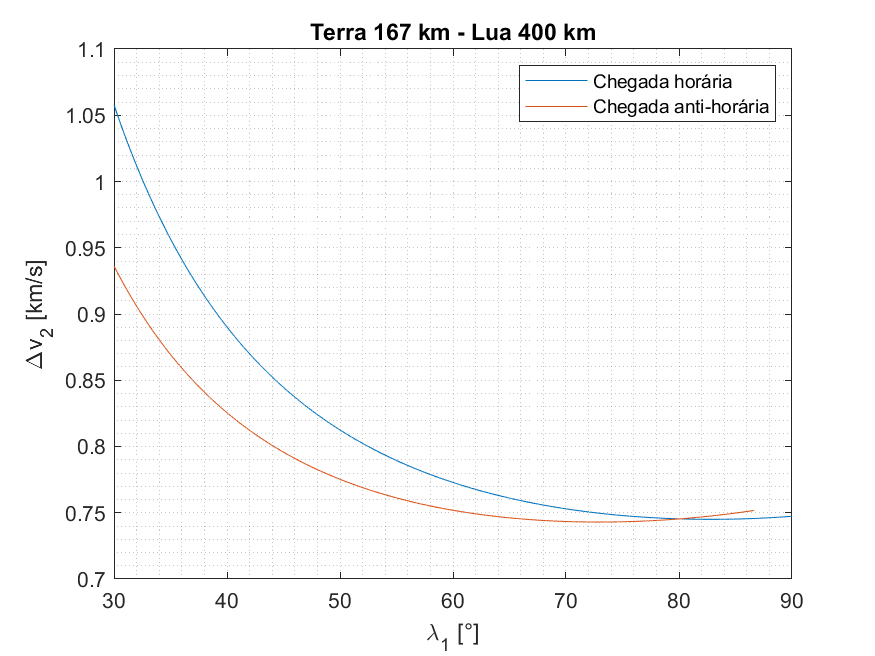 Terra 167 km - Lua 400 km
Chegada horária
Chegada anti-horária
1.1
1.05
1
0.95
0.9
0.85
0.8
0.75
0.7
Δv₂ [km/s]
30 40 50 60 70 80 90
λ₁ [°]